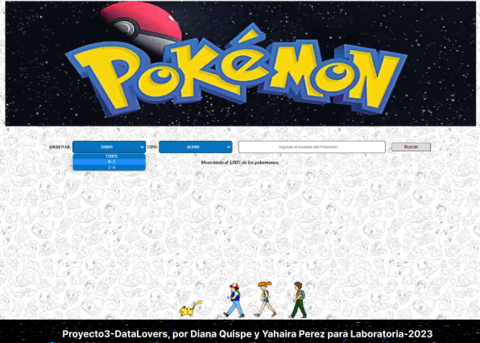 POKÉMON
ORDENAR: TODOS TIPO: ACERO Ingrese el nombre del Pokemón. Buscar
TODOS
A-Z
Z-A
Mostrando el 100% de los pokemones.
Proyecto3-DataLovers, por Diana Quispe y Yahaira Perez para Laboratoria-2023